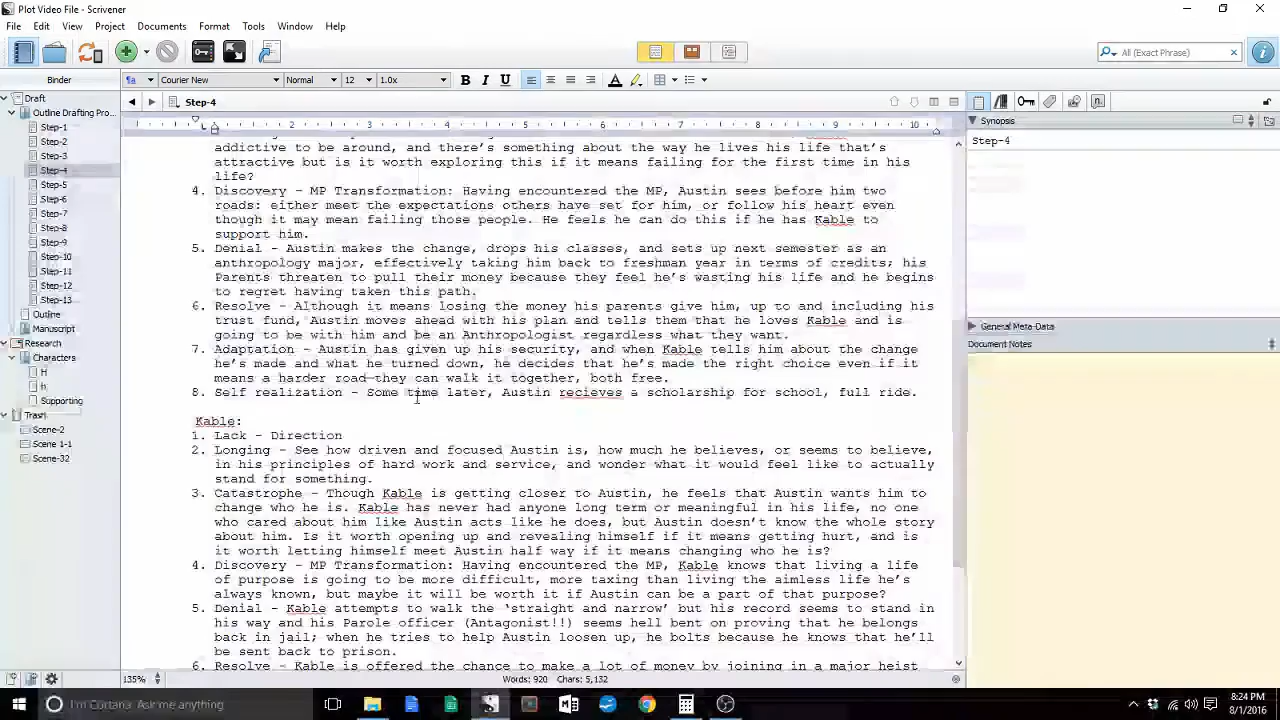 Plot Video File - Scrivener
File Edit View Project Documents Format Tools Window Help
All (Exact Phrase)
Binder
Courier New Normal 12 1.0x B I U A
Draft
Outline Drafting Pro...
Step-1
Step-2
Step-3
Step-4
Step-5
Step-6
Step-7
Step-8
Step-9
Step-10
Step-11
Step-12
Step-13
Outline
Manuscript
Research
Characters
H
h
Supporting
Trash
Scene-2
Scene 1-1
Scene-32
Step-4
2 3 4 5 6 7 8 9 10
addictive to be around, and there's something about the way he lives his life that's
attractive but is it worth exploring this if it means failing for the first time in his
life?
4. Discovery - MP Transformation: Having encountered the MP, Austin sees before him two
roads: either meet the expectations others have set for him, or follow his heart even
though it may mean failing those people. He feels he can do this if he has Kable to
support him.
5. Denial - Austin makes the change, drops his classes, and sets up next semester as an
anthropology major, effectively taking him back to freshman year in terms of credits; his
Parents threaten to pull their money because they feel he's wasting his life and he begins
to regret having taken this path.
6. Resolve - Although it means losing the money his parents give him, up to and including his
trust fund, Austin moves ahead with his plan and tells them that he loves Kable and is
going to be with him and be an Anthropologist regardless what they want.
7. Adaptation - Austin has given up his security, and when Kable tells him about the change
he's made and what he turned down, he decides that he's made the right choice even if it
means a harder road—they can walk it together, both free.
8. Self realization - Some time later, Austin recieves a scholarship for school, full ride.
Kable:
1. Lack - Direction
2. Longing - See how driven and focused Austin is, how much he believes, or seems to believe,
in his principles of hard work and service, and wonder what it would feel like to actually
stand for something.
3. Catastrophe - Though Kable is getting closer to Austin, he feels that Austin wants him to
change who he is. Kable has never had anyone long term or meaningful in his life, no one
who cared about him like Austin acts like he does, but Austin doesn't know the whole story
about him. Is it worth opening up and revealing himself if it means getting hurt, and is
it worth letting himself meet Austin half way if it means changing who he is?
4. Discovery - MP Transformation: Having encountered the MP, Kable knows that living a life
of purpose is going to be more difficult, more taxing than living the aimless life he's
always known, but maybe it will be worth it if Austin can be a part of that purpose?
5. Denial - Kable attempts to walk the 'straight and narrow' but his record seems to stand in
his way and his Parole officer (Antagonist!!) seems hell bent on proving that he belongs
back in jail; when he tries to help Austin loosen up, he bolts because he knows that he'll
be sent back to prison.
6. Resolve - Kable is offered the chance to make a lot of money by joining in a major heist
135%
Words: 920 Chars: 5,132
Synopsis
Step-4
General Meta-Data
Document Notes
I'm Cortana. Ask me anything
8:24 PM
8/1/2016